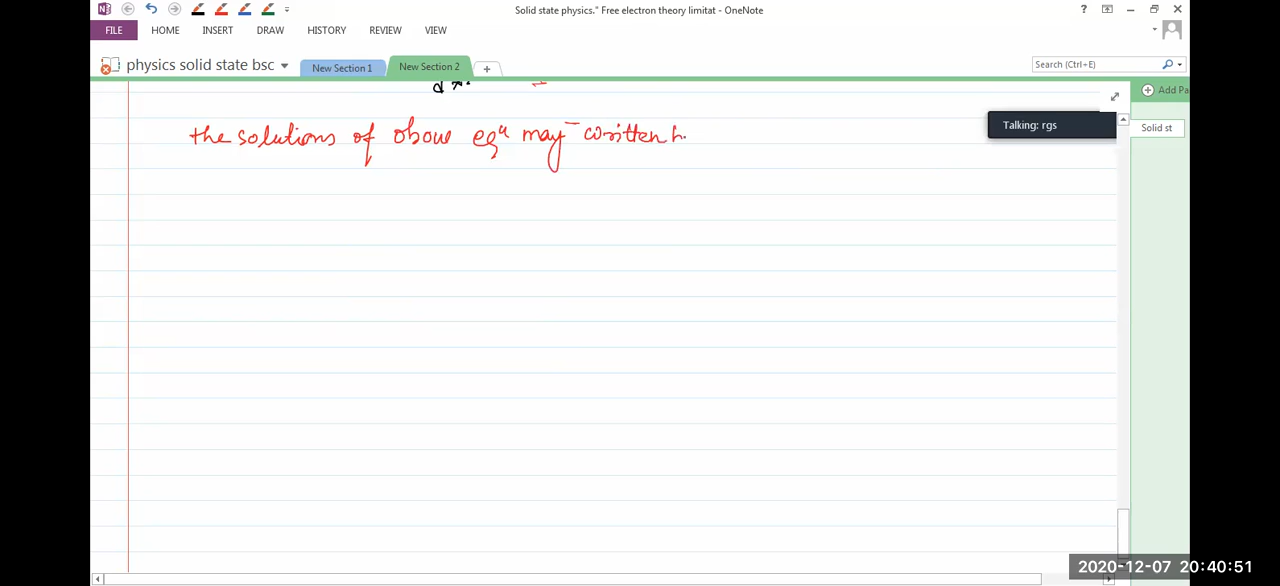 Solid state physics." Free electron theory limitat - OneNote
?
FILE HOME INSERT DRAW HISTORY REVIEW VIEW
physics solid state bsc New Section 1 New Section 2 + Search (Ctrl+E)
Add Pa
Talking: rgs
Solid st
the solutions of obove eqn may written
2020-12-07 20:40:51